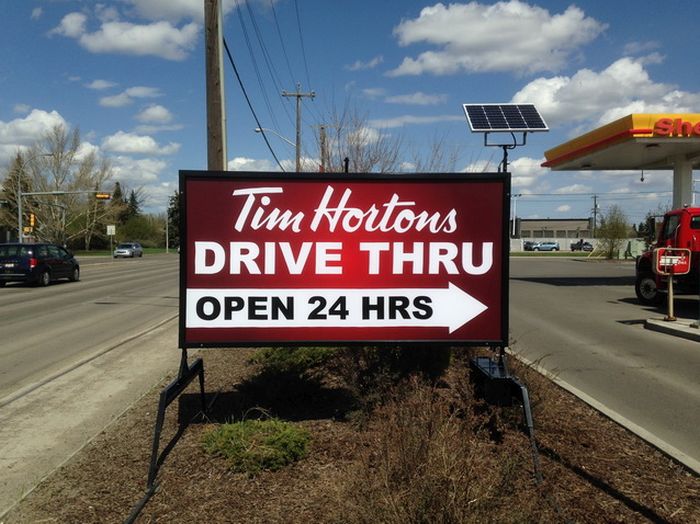 Tim Hortons
DRIVE THRU
OPEN 24 HRS